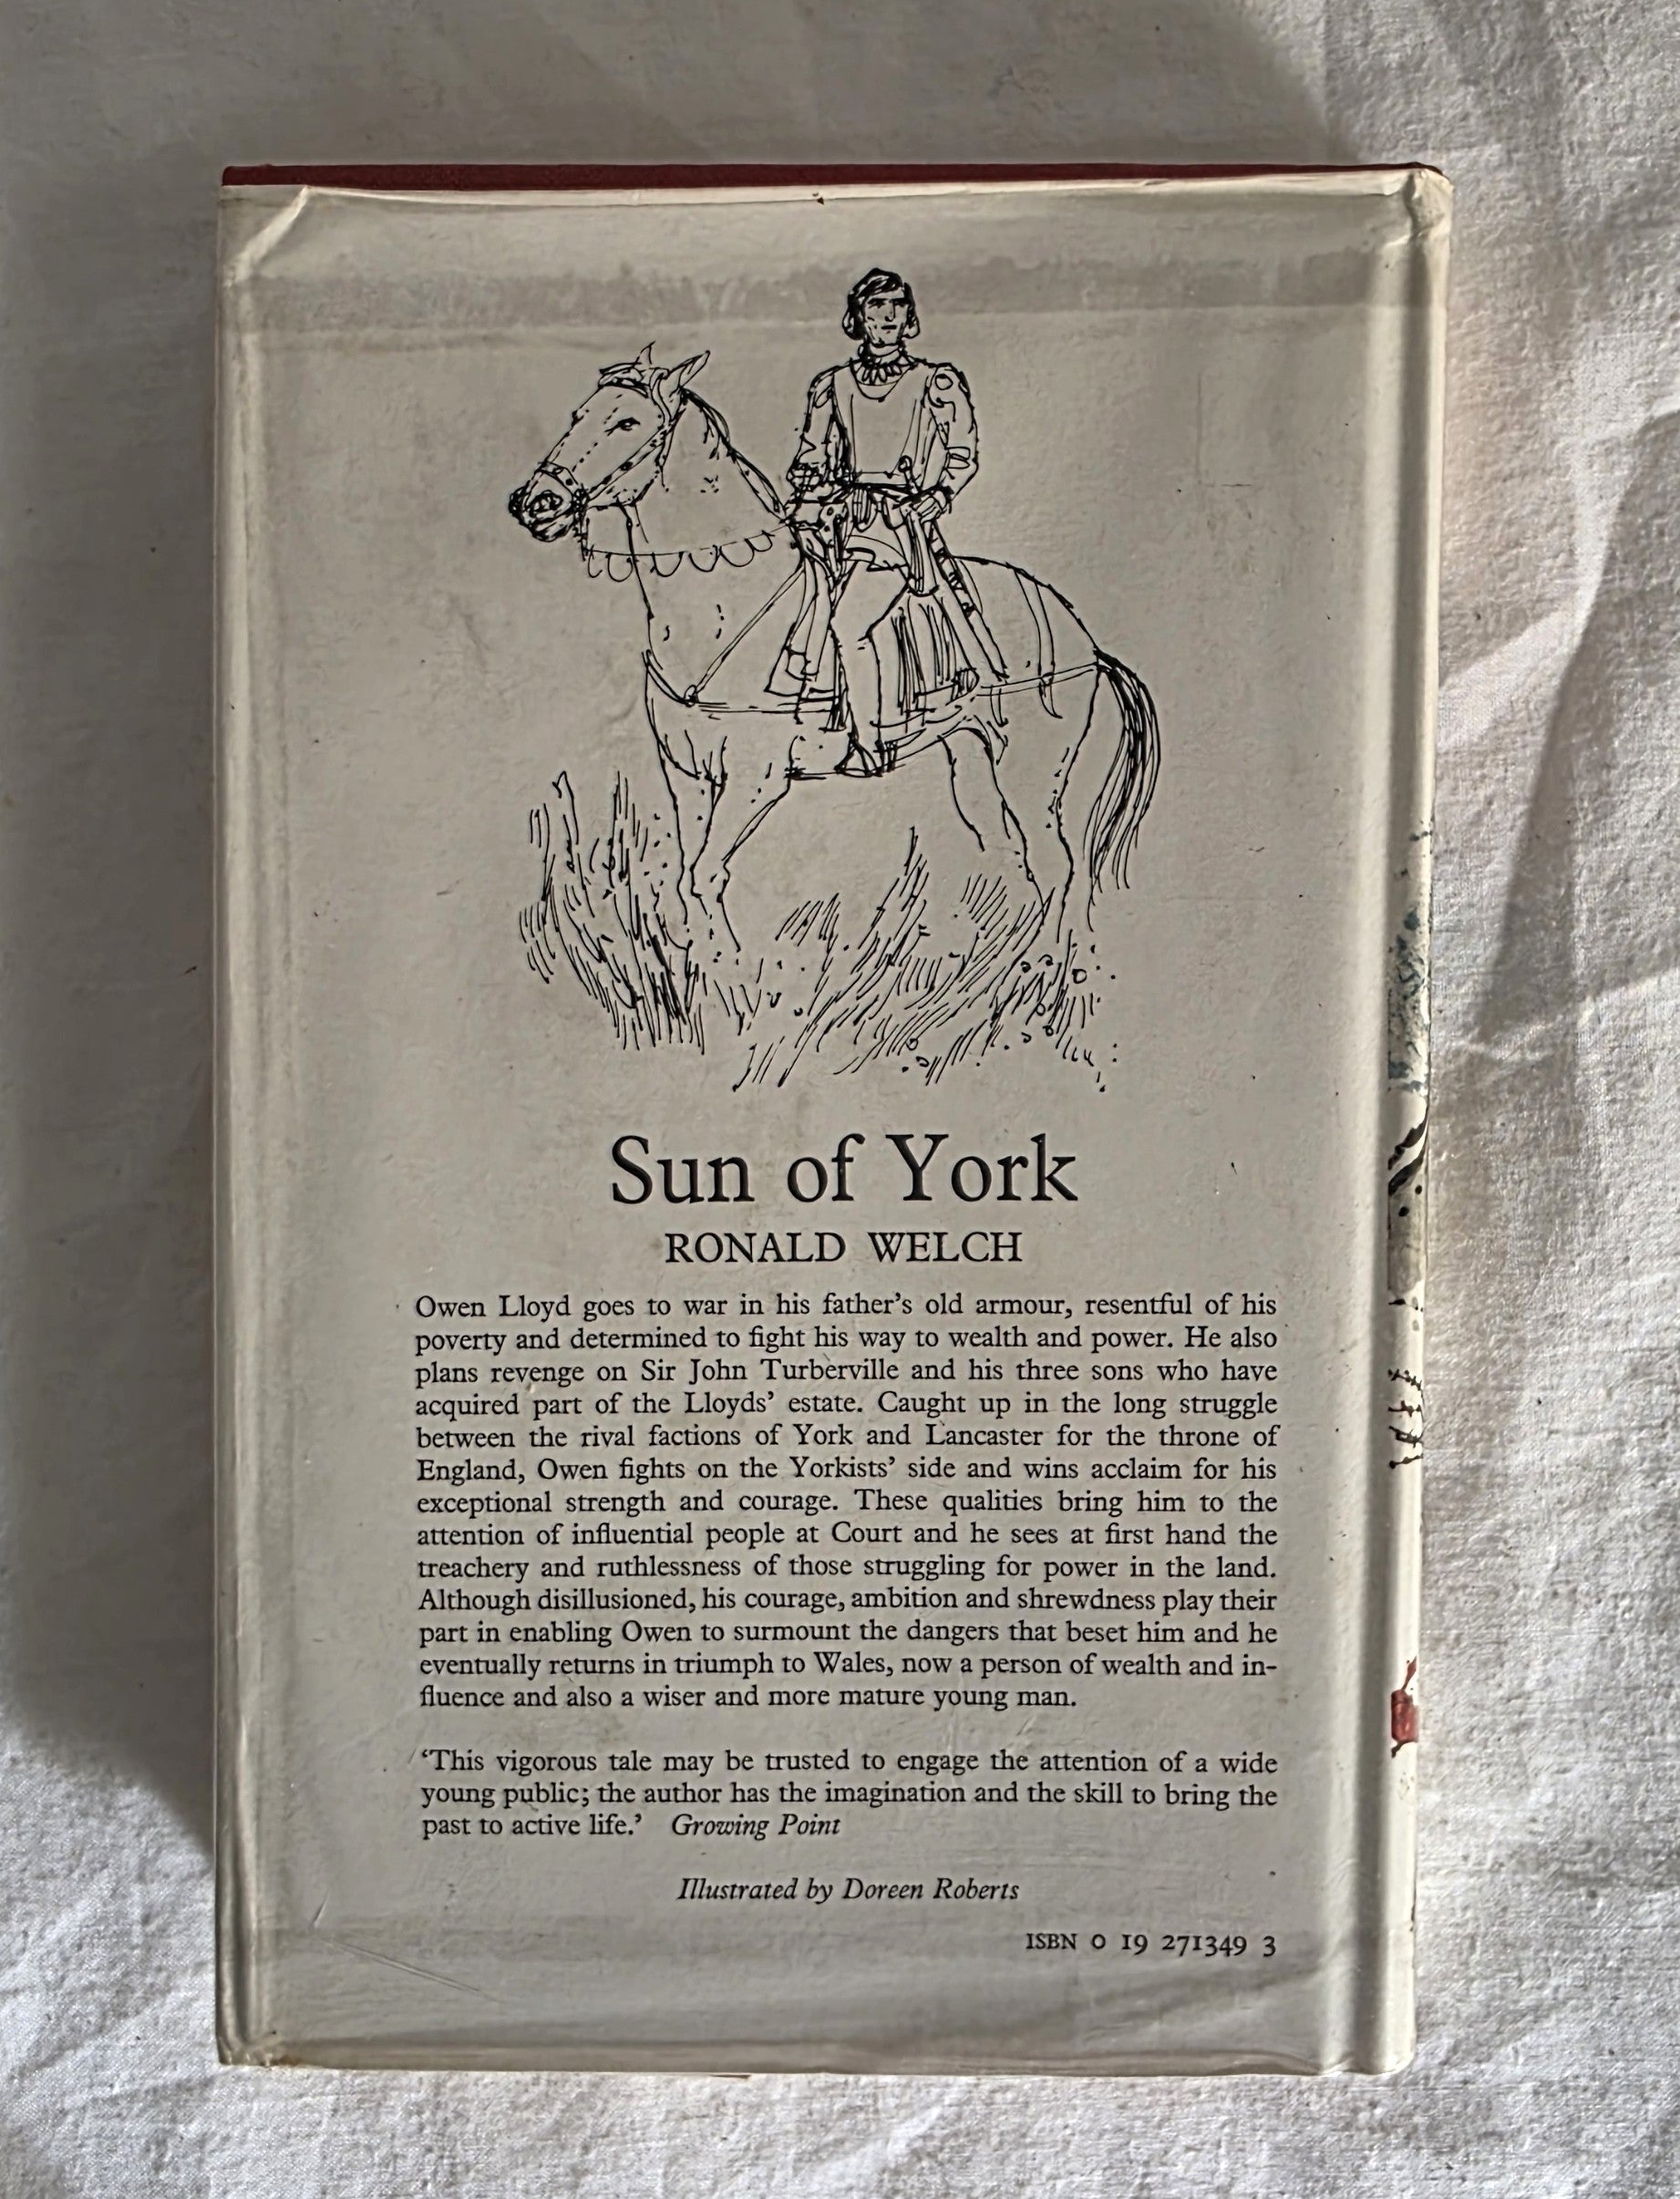 Sun of York
RONALD WELCH
Owen Lloyd goes to war in his father's old armour, resentful of his
poverty and determined to fight his way to wealth and power. He also
plans revenge on Sir John Turberville and his three sons who have
acquired part of the Lloyds' estate. Caught up in the long struggle
between the rival factions of York and Lancaster for the throne of
England, Owen fights on the Yorkists' side and wins acclaim for his
exceptional strength and courage. These qualities bring him to the
attention of influential people at Court and he sees at first hand the
treachery and ruthlessness of those struggling for power in the land.
Although disillusioned, his courage, ambition and shrewdness play their
part in enabling Owen to surmount the dangers that beset him and he
eventually returns in triumph to Wales, now a person of wealth and in-
fluence and also a wiser and more mature young man.
‘This vigorous tale may be trusted to engage the attention of a wide
young public; the author has the imagination and the skill to bring the
past to active life.’ Growing Point
Illustrated by Doreen Roberts
ISBN 0 19 271349 3